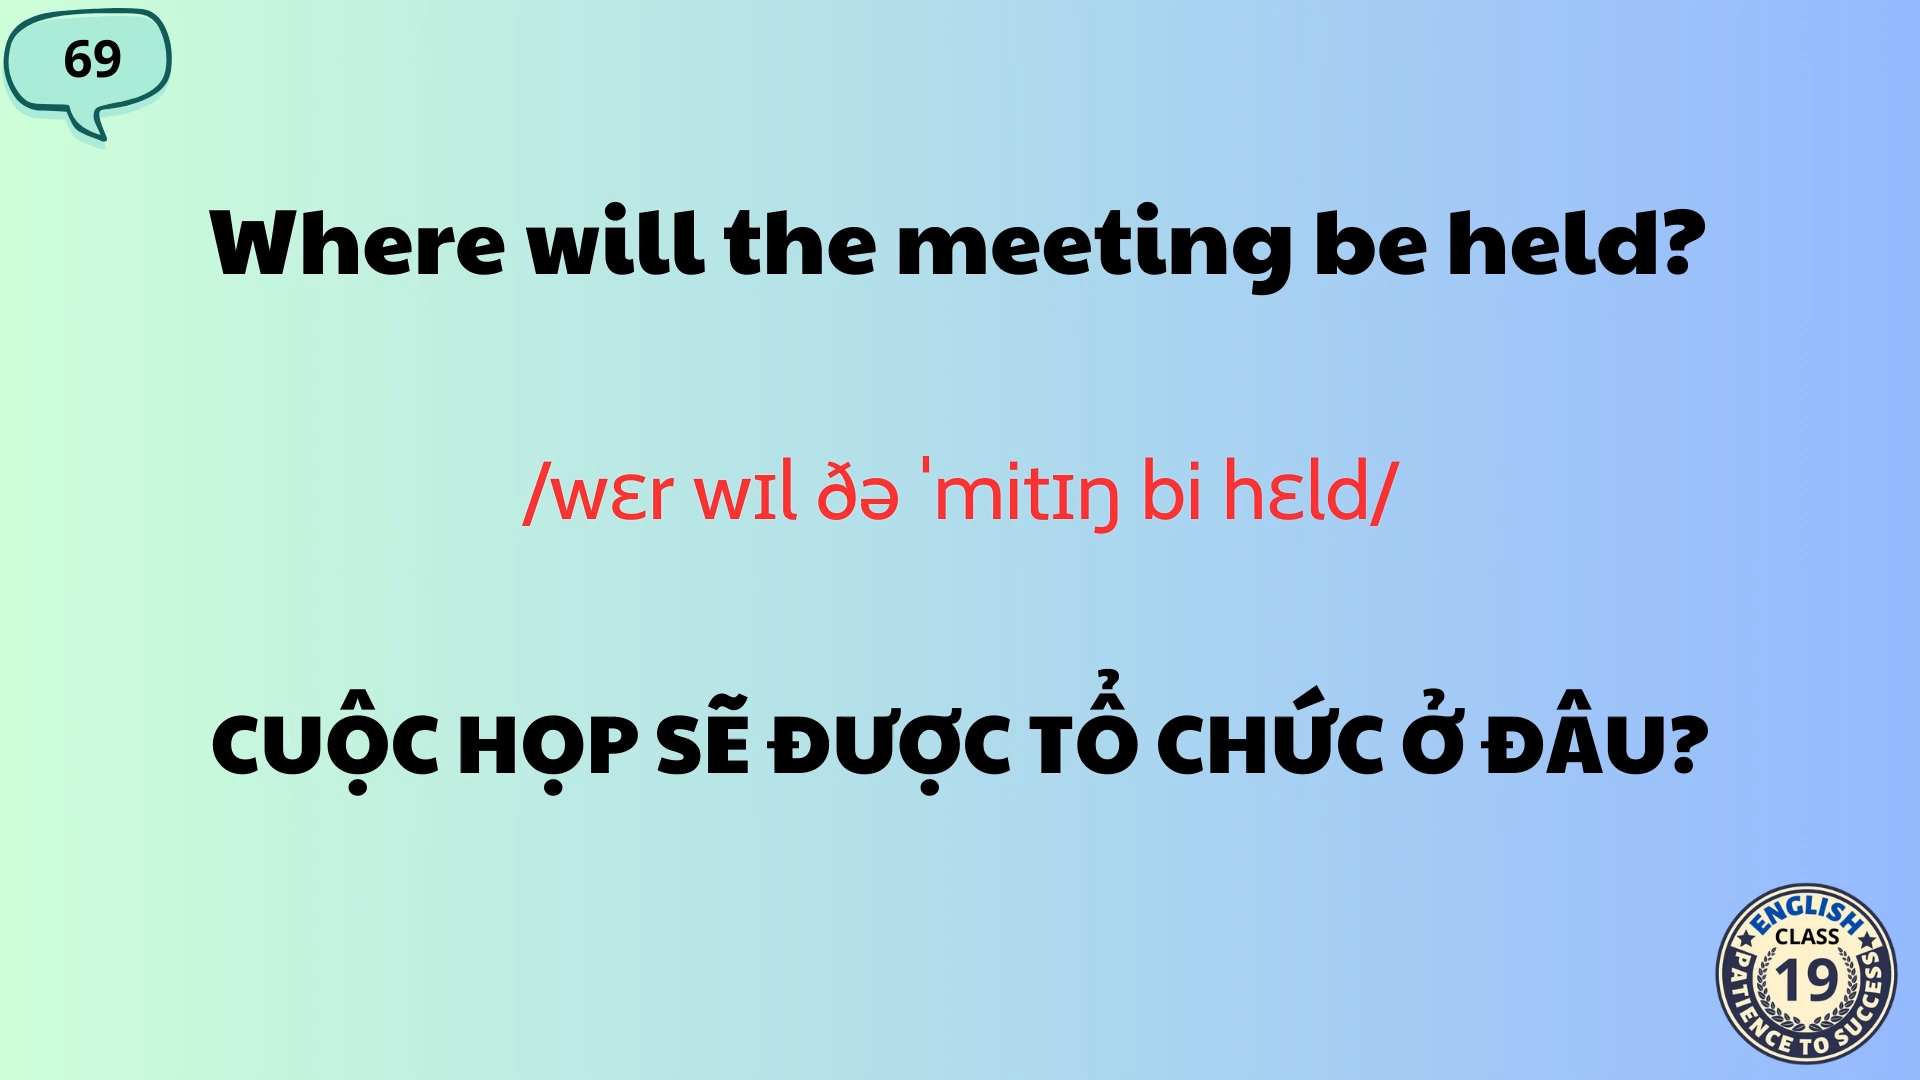 69
Where will the meeting be held?
/wɛr wɪl ðə ˈmitɪŋ bi hɛld/
CUỘC HỌP SẼ ĐƯỢC TỔ CHỨC Ở ĐÂU?
ENGLISH
CLASS
19
PATIENCE TO SUCCESS